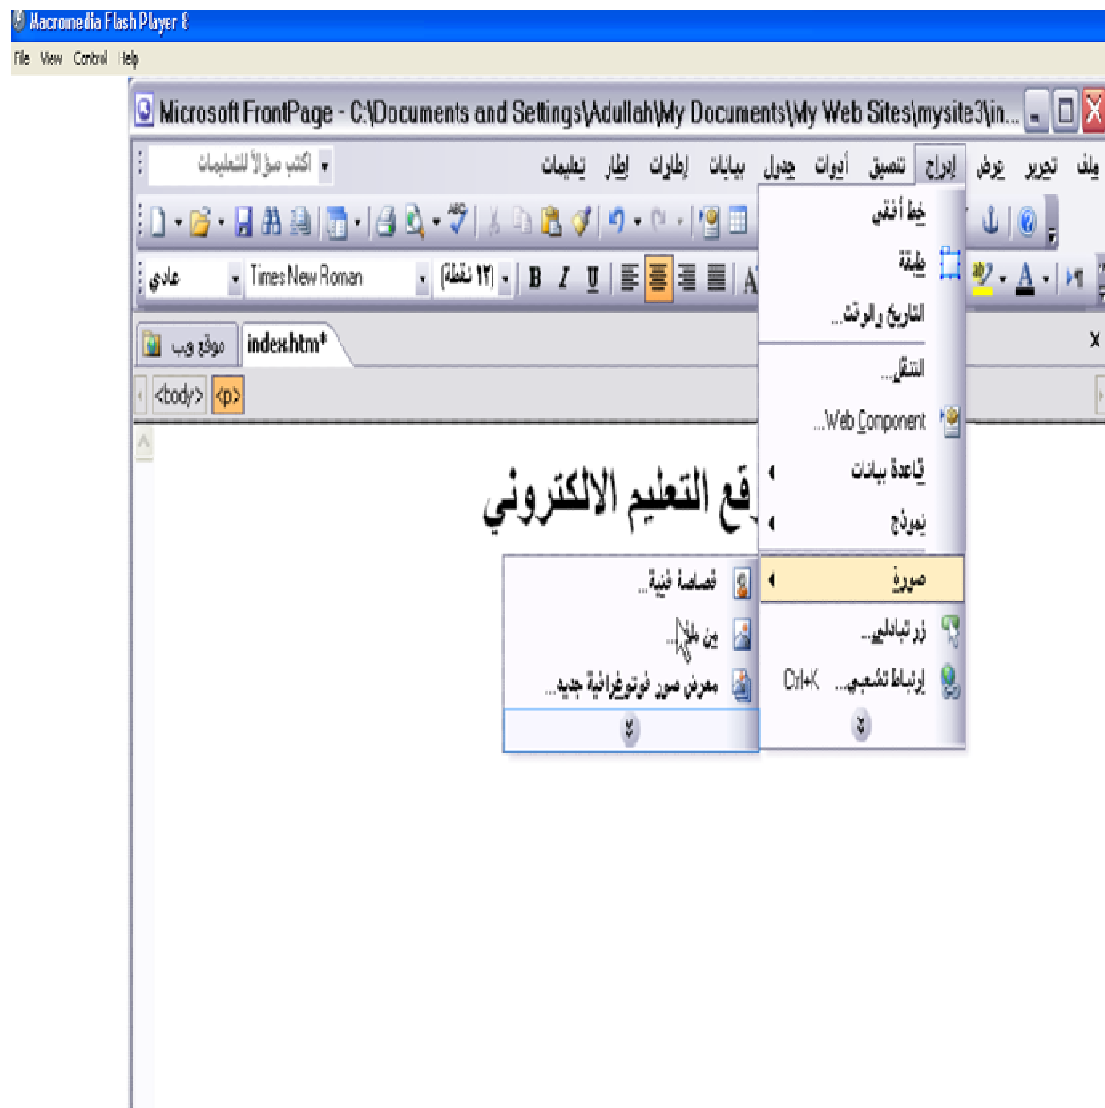 Macromedia Flash Player 8
File View Control Help
Microsoft FrontPage - C:\Documents and Settings\Adullah\My Documents\My Web Sites\mysite3\in...
ملف تحرير عرض إدراج تنسيق أدوات جدول بيانات إطارات إطار تعليمات اكتب سؤالاً للتعليمات
عادي Times New Roman (١٢ نقطة) B I U A
موقع ويب index.htm*
<body> <p>
خط أفقي
طبقة
التاريخ والوقت...
التنقل...
Web Component...
قاعدة بيانات
نموذج
صورة
زر تبادلي...
إرتباط تشعبي... Ctrl+K
قع التعليم الالكتروني
قصاصة فنية...
من ملف...
معرض صور فوتوغرافية جديد...